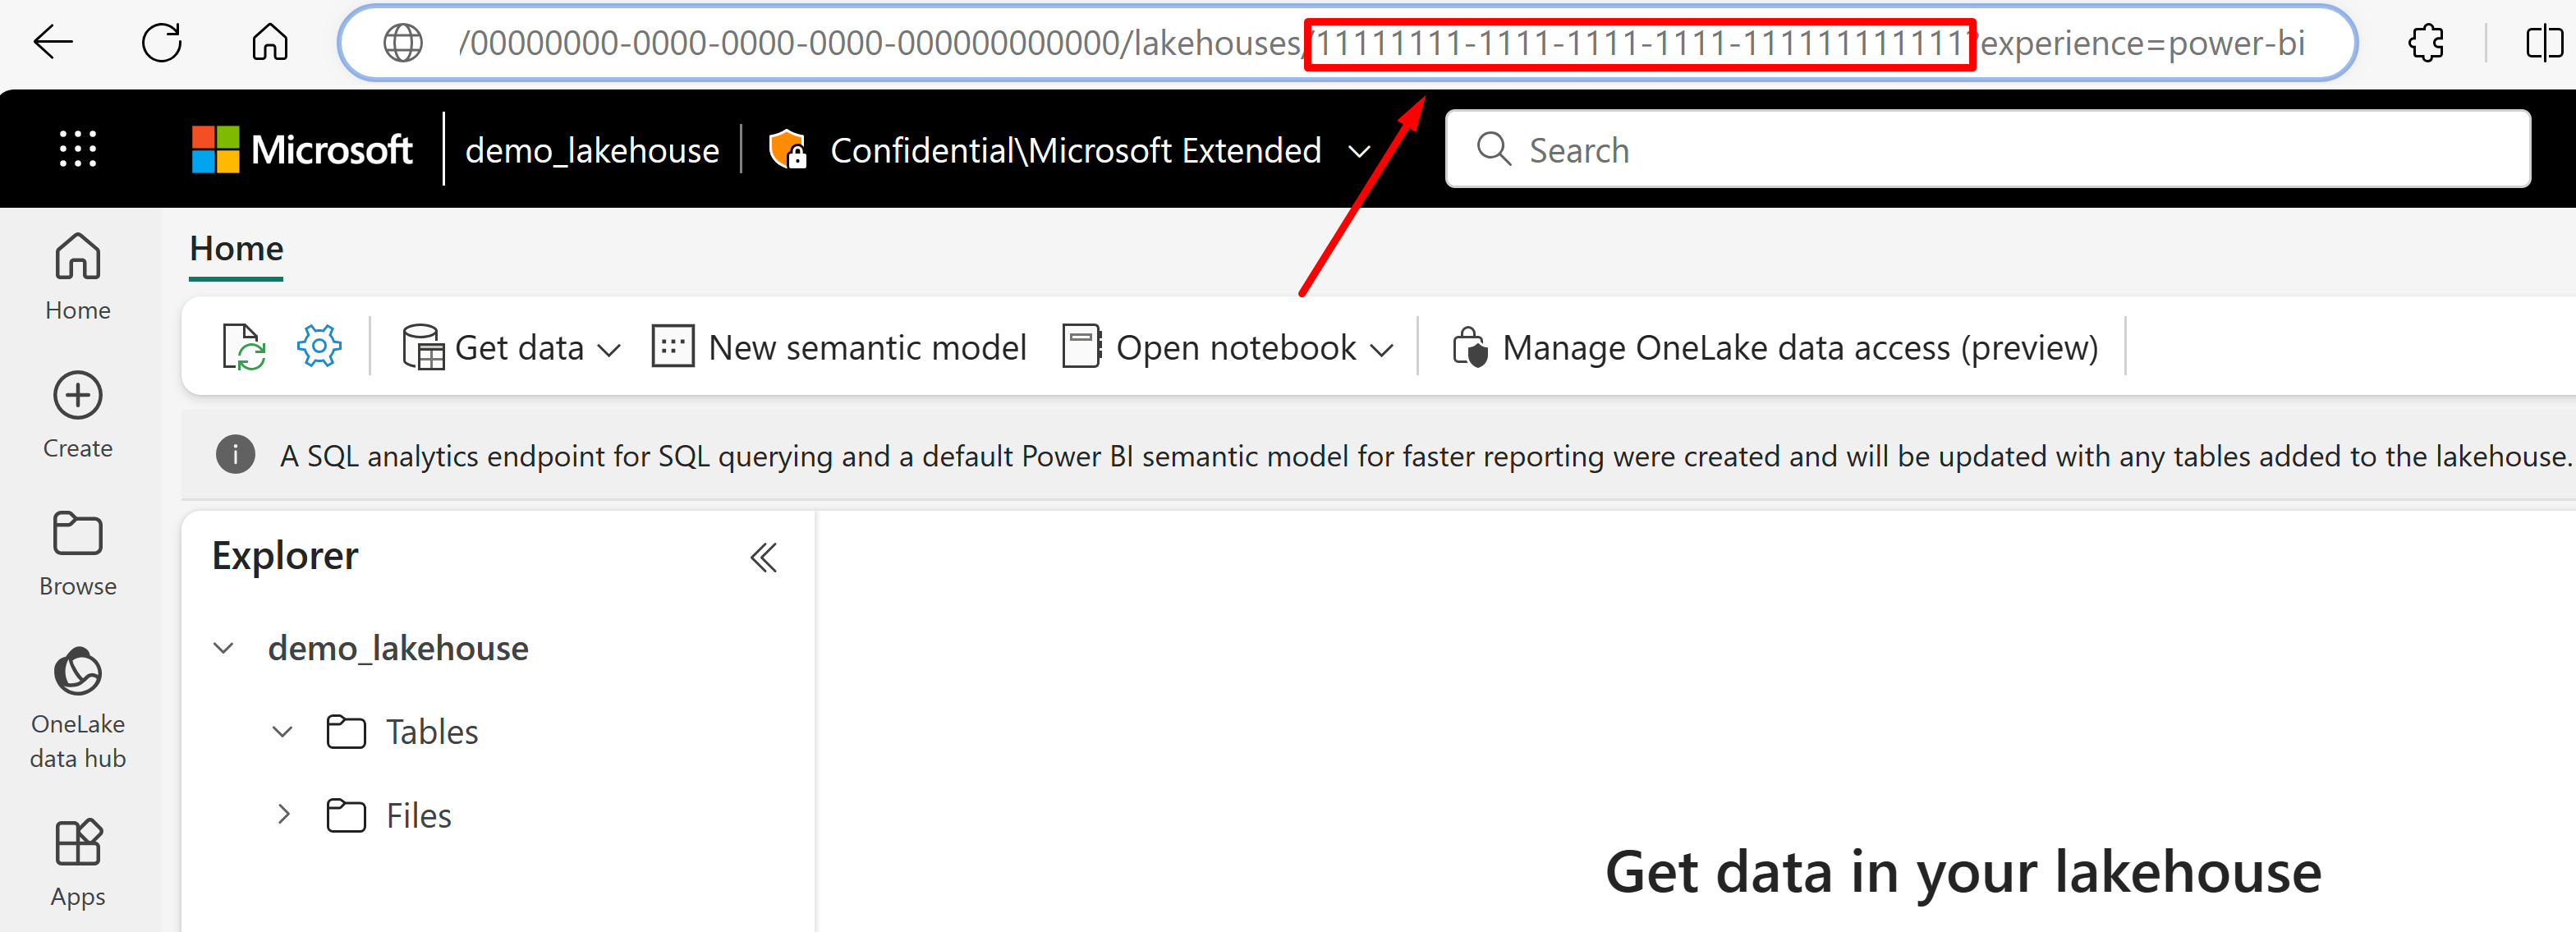 /00000000-0000-0000-0000-000000000000/lakehouses/11111111-1111-1111-1111-111111111111?experience=power-bi
Microsoft
demo_lakehouse
Confidential\Microsoft Extended
Search
Home
Home
Get data
New semantic model
Open notebook
Manage OneLake data access (preview)
Create
A SQL analytics endpoint for SQL querying and a default Power BI semantic model for faster reporting were created and will be updated with any tables added to the lakehouse.
Browse
Explorer
demo_lakehouse
OneLake
data hub
Tables
Files
Apps
Get data in your lakehouse